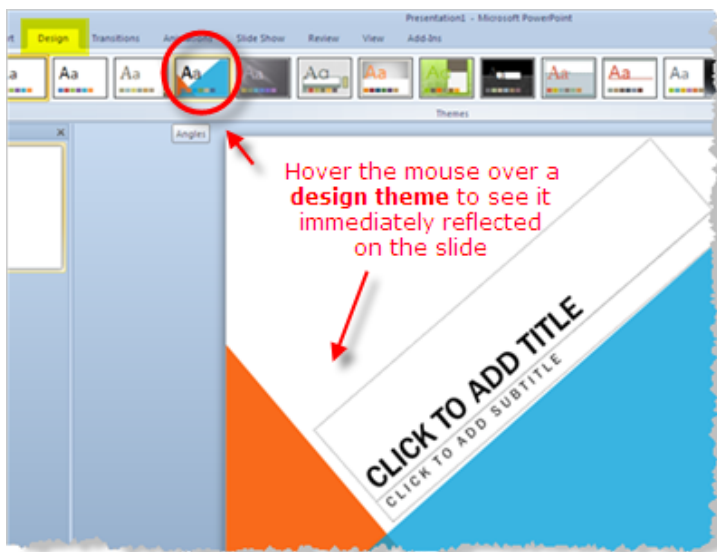 Presentation1 - Microsoft PowerPoint
Design Transitions Animations Slide Show Review View Add-Ins
Aa Aa Aa Aa Aa Aa Aa Aa Aa Aa
Themes
Angles
Hover the mouse over a
design theme to see it
immediately reflected
on the slide
CLICK TO ADD TITLE
CLICK TO ADD SUBTITLE